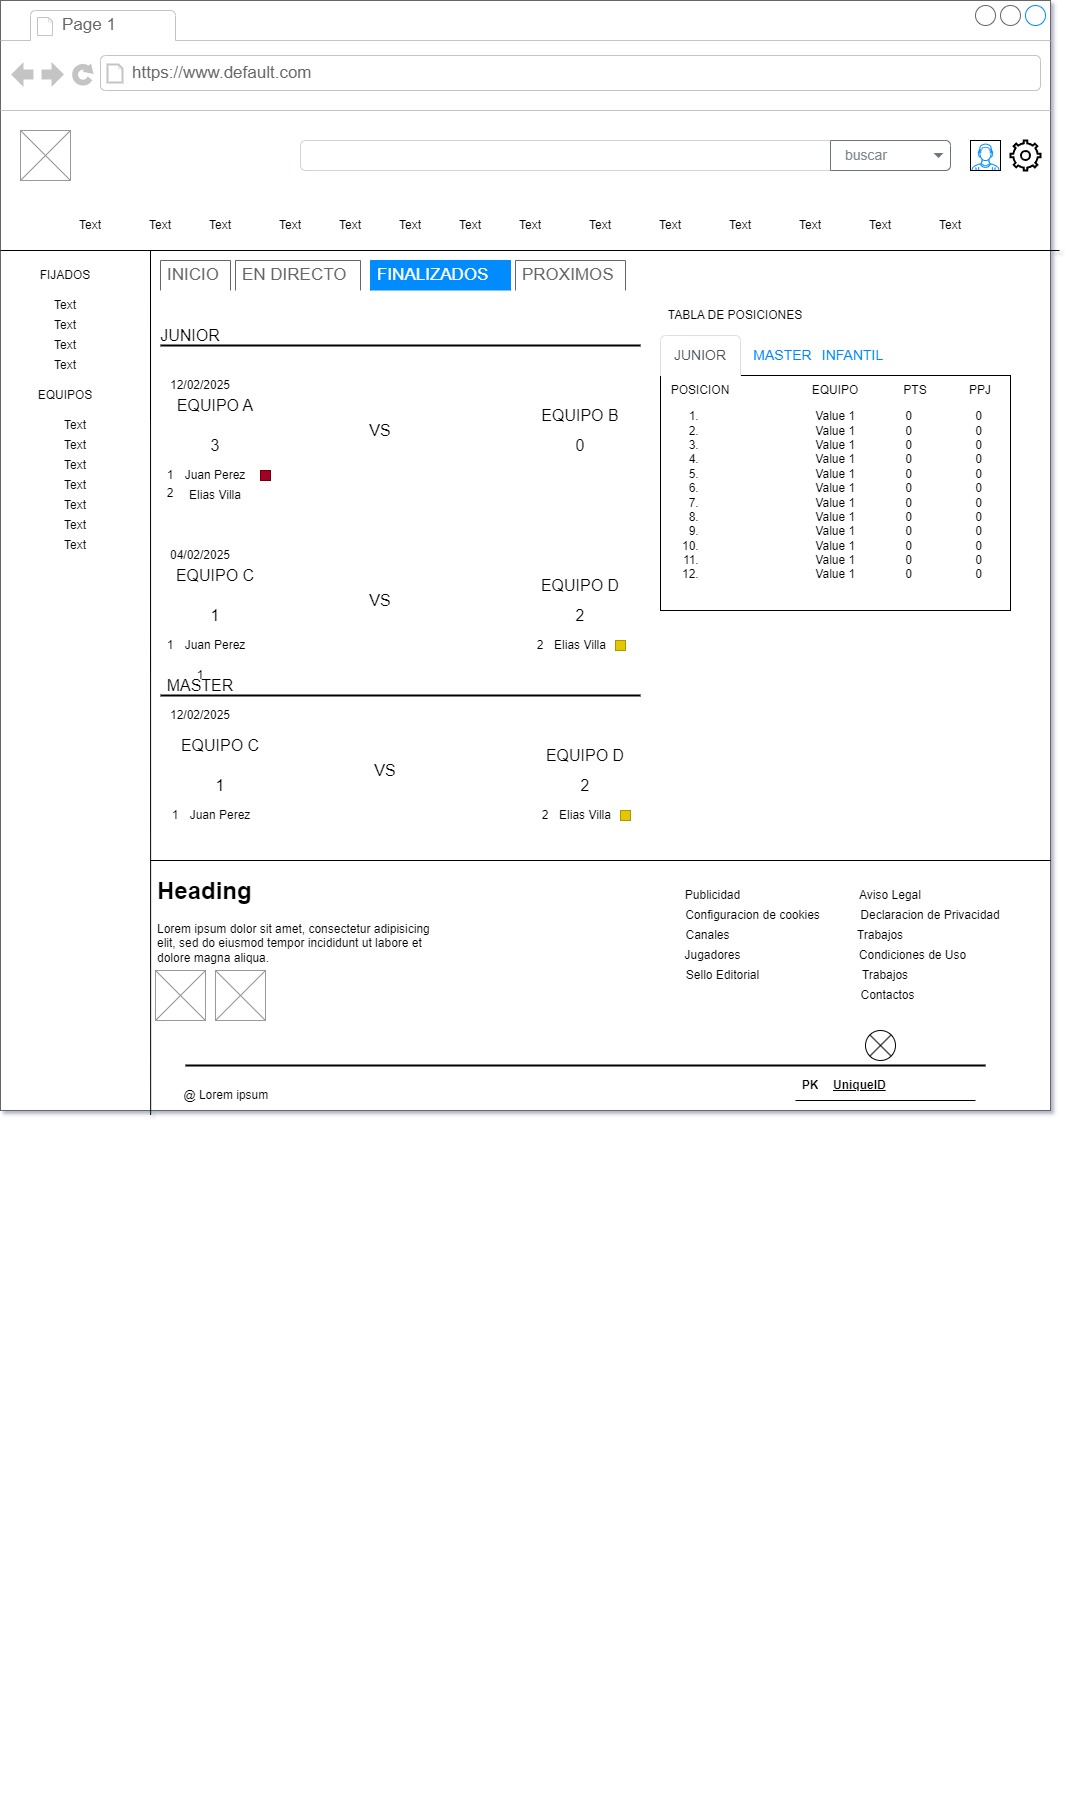 Page 1
https://www.default.com
buscar
Text Text Text Text Text Text Text Text Text Text Text Text Text Text
FIJADOS
Text
Text
Text
Text
EQUIPOS
Text
Text
Text
Text
Text
Text
Text
INICIO EN DIRECTO FINALIZADOS PROXIMOS
JUNIOR
12/02/2025
EQUIPO A
VS
EQUIPO B
3
0
1 Juan Perez
2 Elias Villa
04/02/2025
EQUIPO C
VS
EQUIPO D
1
2
1 Juan Perez
2 Elias Villa
1
MASTER
12/02/2025
EQUIPO C
VS
EQUIPO D
1
2
1 Juan Perez
2 Elias Villa
TABLA DE POSICIONES
JUNIOR MASTER INFANTIL
POSICION EQUIPO PTS PPJ
1. Value 1 0 0
2. Value 1 0 0
3. Value 1 0 0
4. Value 1 0 0
5. Value 1 0 0
6. Value 1 0 0
7. Value 1 0 0
8. Value 1 0 0
9. Value 1 0 0
10. Value 1 0 0
11. Value 1 0 0
12. Value 1 0 0
Heading
Lorem ipsum dolor sit amet, consectetur adipisicing
elit, sed do eiusmod tempor incididunt ut labore et
dolore magna aliqua.
Publicidad
Configuracion de cookies
Canales
Jugadores
Sello Editorial
Aviso Legal
Declaracion de Privacidad
Trabajos
Condiciones de Uso
Trabajos
Contactos
@ Lorem ipsum
PK UniqueID